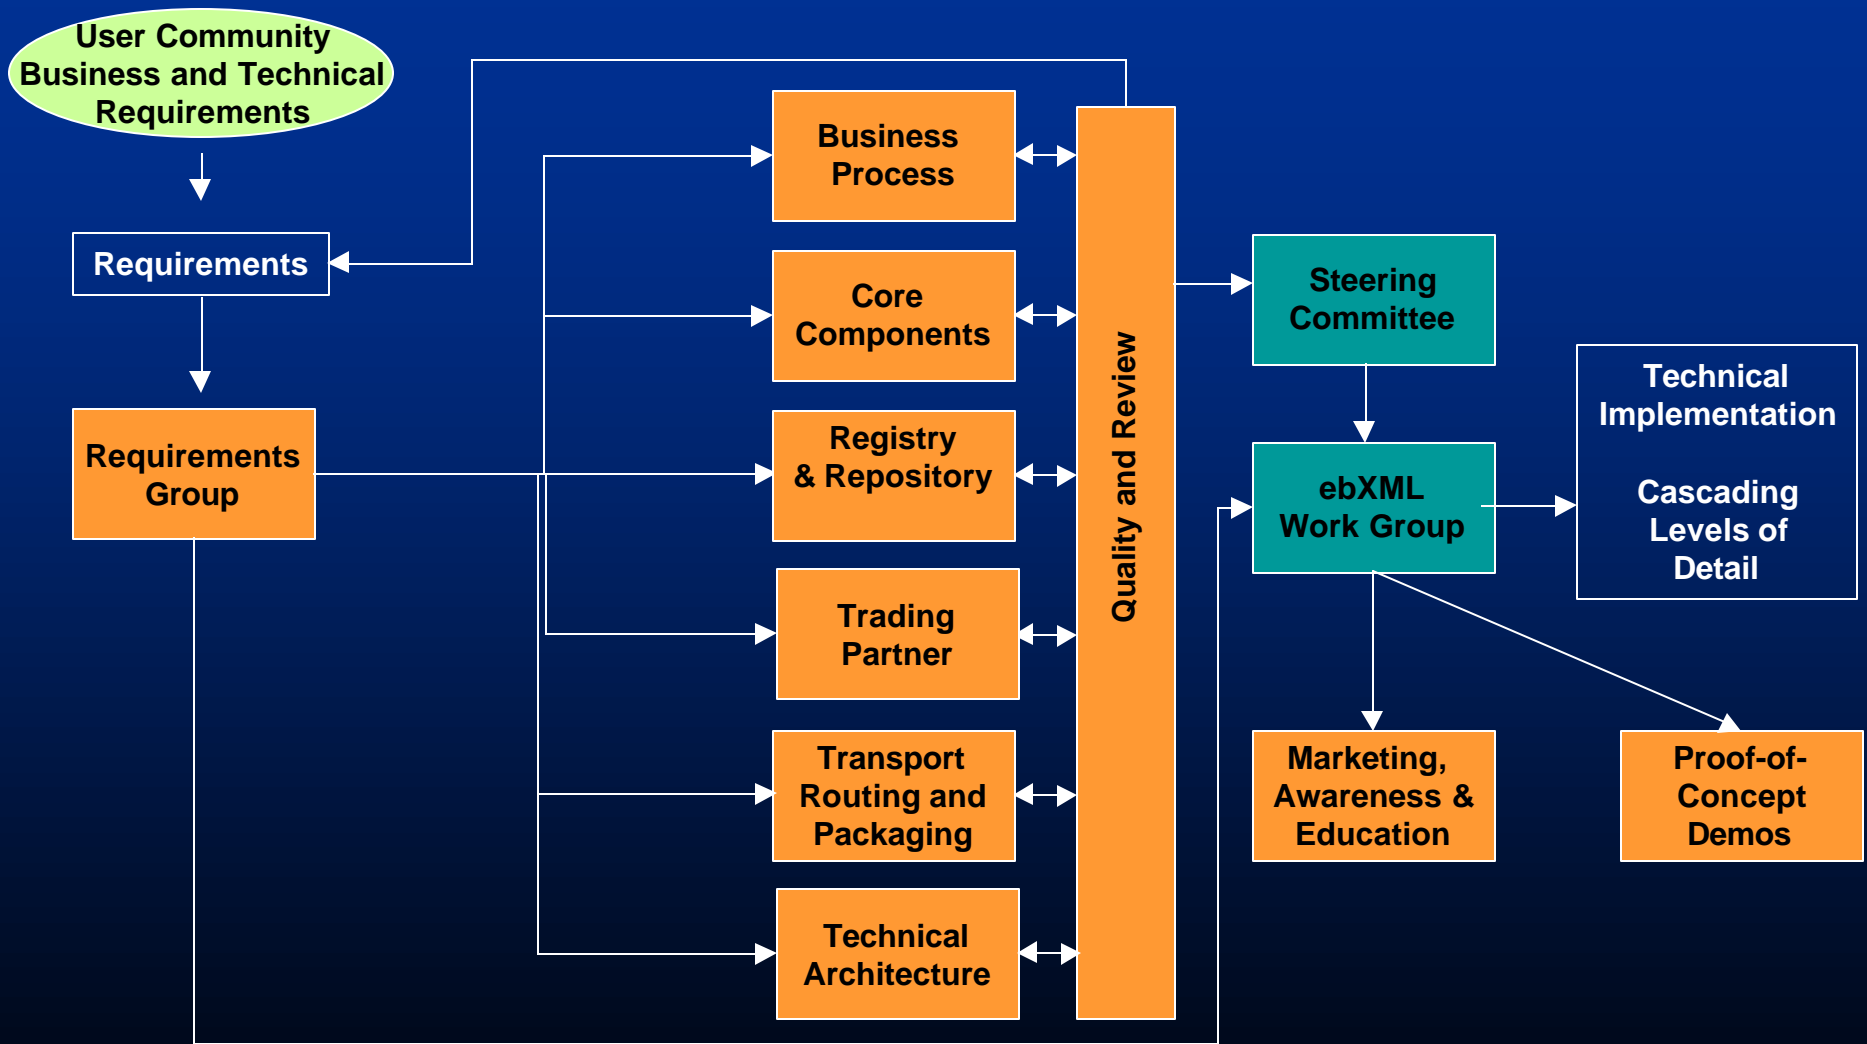 User Community
Business and Technical
Requirements
Requirements
Requirements
Group
Business
Process
Core
Components
Registry
& Repository
Trading
Partner
Transport
Routing and
Packaging
Technical
Architecture
Quality and Review
Steering
Committee
ebXML
Work Group
Technical
Implementation
Cascading
Levels of
Detail
Marketing,
Awareness &
Education
Proof-of-
Concept
Demos